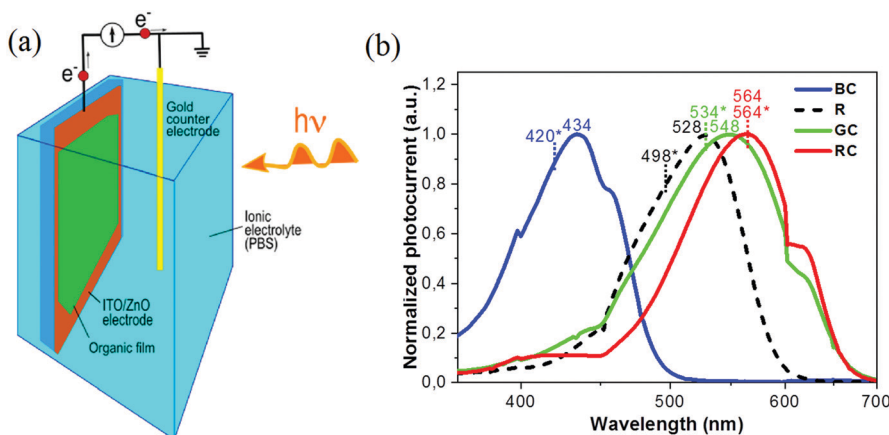 (a)
e-
e-
Gold
counter
electrode
hν
Ionic
electrolyte
(PBS)
ITO/ZnO
electrode
Organic film
(b)
Normalized photocurrent (a.u.)
1,2
1,0
0,8
0,6
0,4
0,2
0,0
420*
434
498*
528
534*
548
564
564*
BC
R
GC
RC
400
500
600
700
Wavelength (nm)